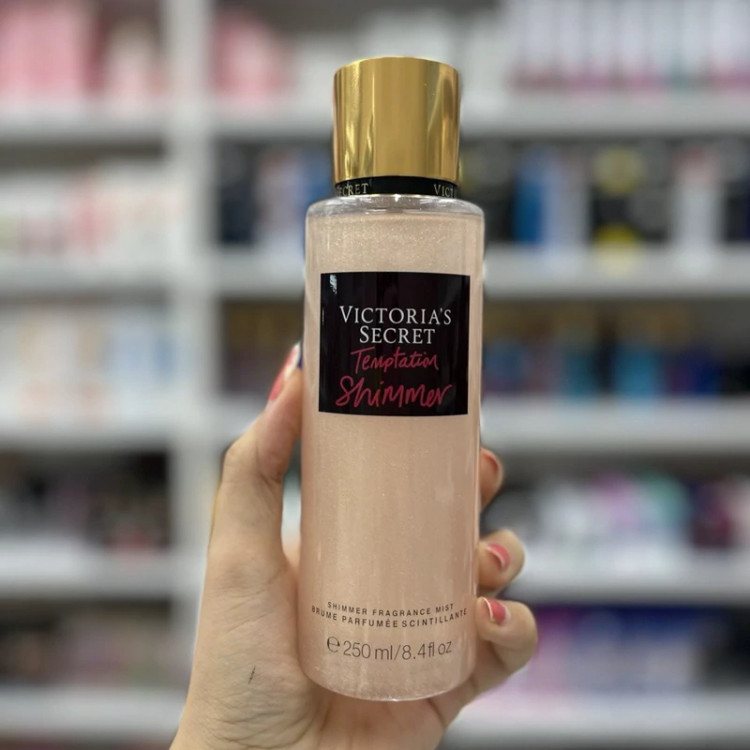 VICTORIA'S
SECRET
Temptation
Shimmer
SHIMMER FRAGRANCE MIST
BRUME PARFUMÉE SCINTILLANTE
℮ 250 ml/8.4 fl oz